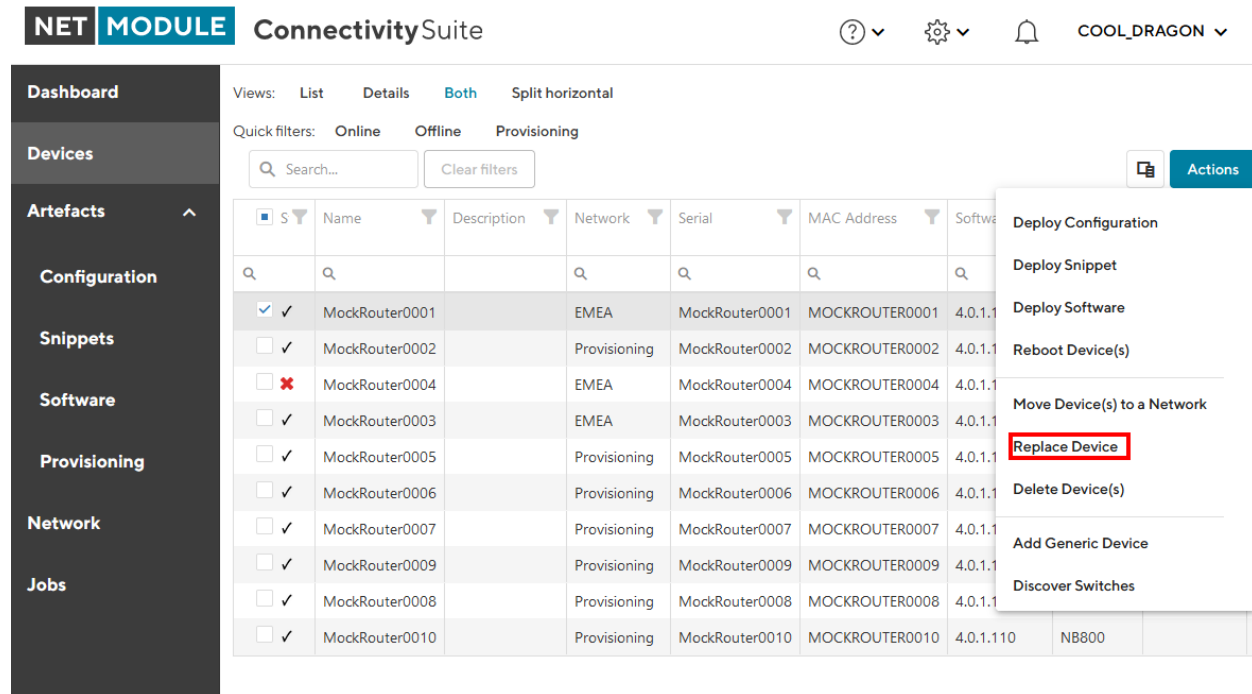 NET MODULE ConnectivitySuite
COOL_DRAGON
Dashboard
Devices
Artefacts
Configuration
Snippets
Software
Provisioning
Network
Jobs
Views: List Details Both Split horizontal
Quick filters: Online Offline Provisioning
Search... Clear filters
Actions
S Name Description Network Serial MAC Address Softwa
MockRouter0001 EMEA MockRouter0001 MOCKROUTER0001 4.0.1.1
MockRouter0002 Provisioning MockRouter0002 MOCKROUTER0002 4.0.1.1
MockRouter0004 EMEA MockRouter0004 MOCKROUTER0004 4.0.1.1
MockRouter0003 EMEA MockRouter0003 MOCKROUTER0003 4.0.1.1
MockRouter0005 Provisioning MockRouter0005 MOCKROUTER0005 4.0.1.1
MockRouter0006 Provisioning MockRouter0006 MOCKROUTER0006 4.0.1.1
MockRouter0007 Provisioning MockRouter0007 MOCKROUTER0007 4.0.1.1
MockRouter0009 Provisioning MockRouter0009 MOCKROUTER0009 4.0.1.1
MockRouter0008 Provisioning MockRouter0008 MOCKROUTER0008 4.0.1.1
MockRouter0010 Provisioning MockRouter0010 MOCKROUTER0010 4.0.1.110 NB800
Deploy Configuration
Deploy Snippet
Deploy Software
Reboot Device(s)
Move Device(s) to a Network
Replace Device
Delete Device(s)
Add Generic Device
Discover Switches